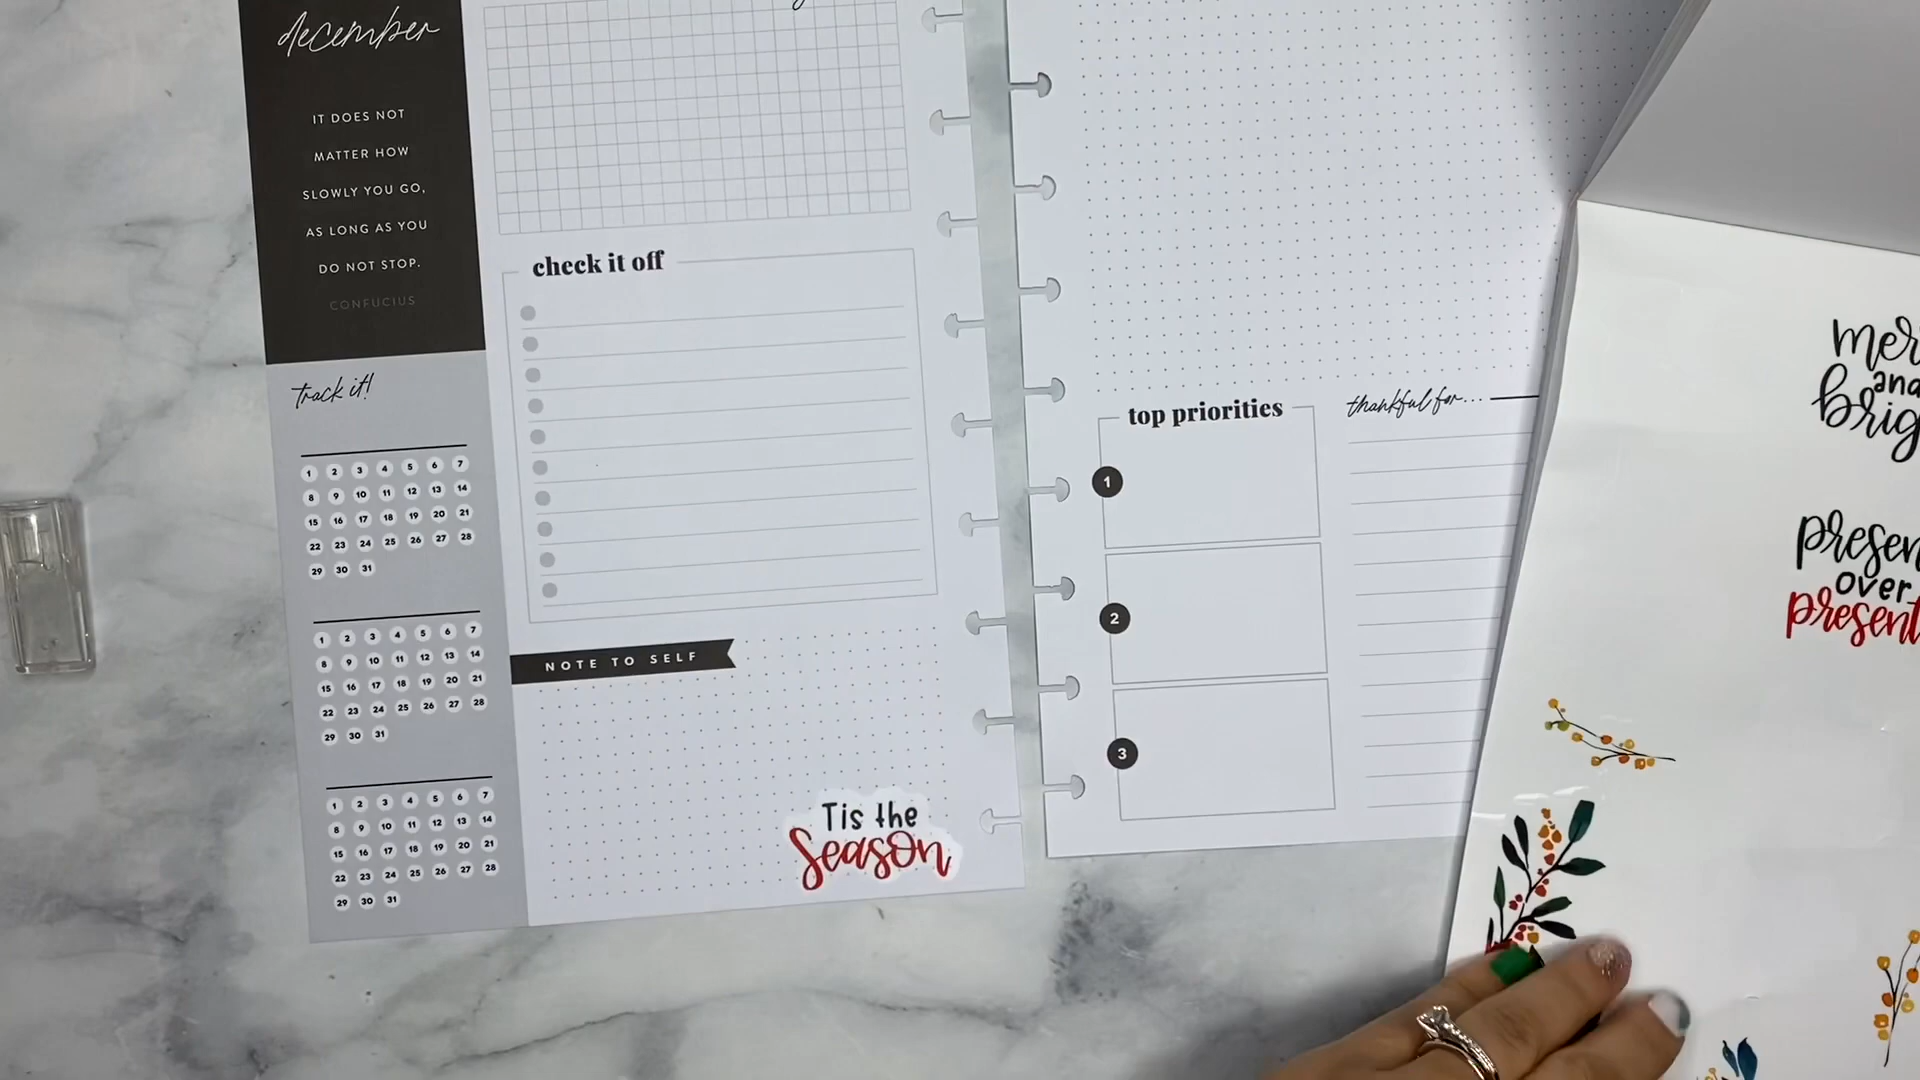 december
IT DOES NOT
MATTER HOW
SLOWLY YOU GO,
AS LONG AS YOU
DO NOT STOP.
CONFUCIUS
track it!
1 2 3 4 5 6 7
8 9 10 11 12 13 14
15 16 17 18 19 20 21
22 23 24 25 26 27 28
29 30 31
1 2 3 4 5 6 7
8 9 10 11 12 13 14
15 16 17 18 19 20 21
22 23 24 25 26 27 28
29 30 31
1 2 3 4 5 6 7
8 9 10 11 12 13 14
15 16 17 18 19 20 21
22 23 24 25 26 27 28
29 30 31
check it off
NOTE TO SELF
Tis the
Season
top priorities
1
2
3
thankful for...
and
over